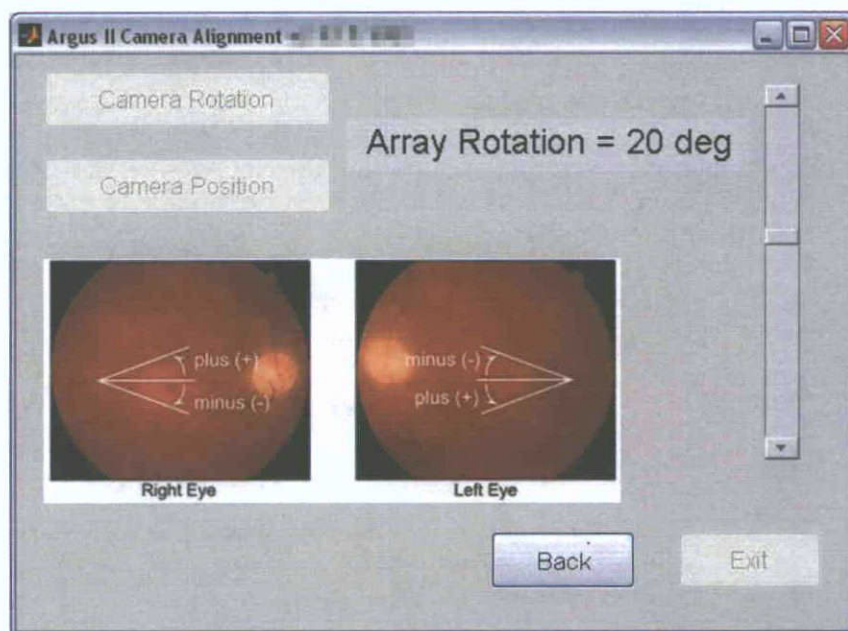 Argus II Camera Alignment
Camera Rotation
Array Rotation = 20 deg
Camera Position
plus (+)
minus (-)
Right Eye
minus (-)
plus (+)
Left Eye
Back
Exit